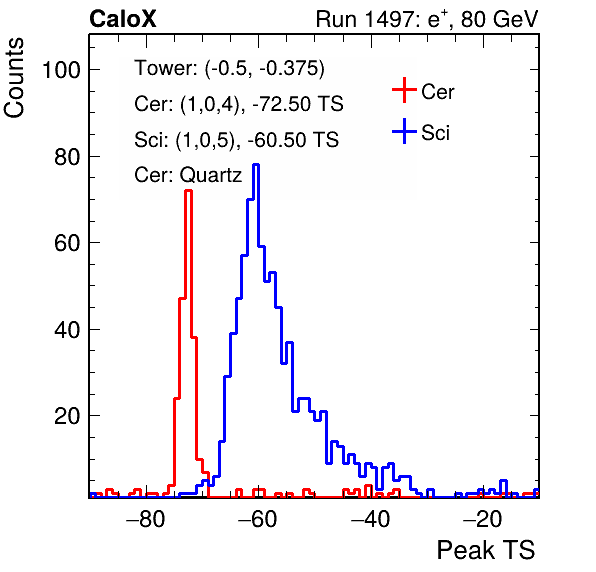 CaloX Run 1497: e⁺, 80 GeV
Counts
Tower: (-0.5, -0.375)
Cer: (1,0,4), -72.50 TS
Sci: (1,0,5), -60.50 TS
Cer: Quartz
Cer
Sci
100
80
60
40
20
−80 −60 −40 −20
Peak TS